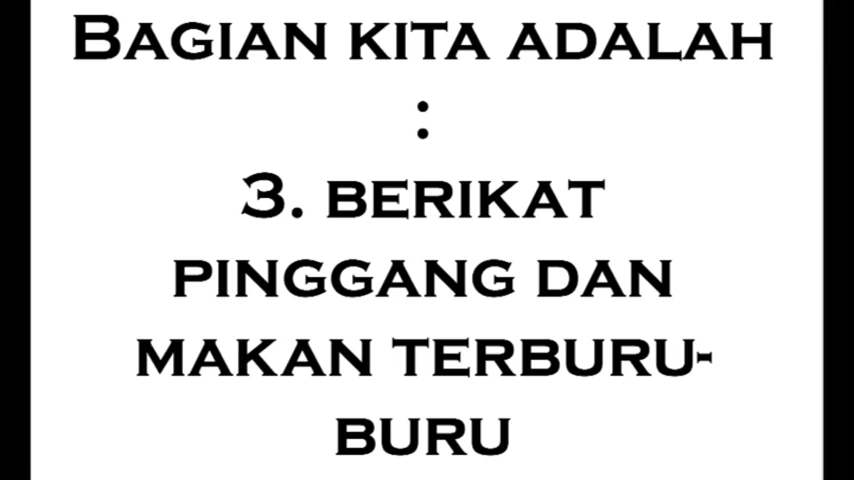 Bagian kita adalah
:
3. berikat
pinggang dan
makan terburu-
buru